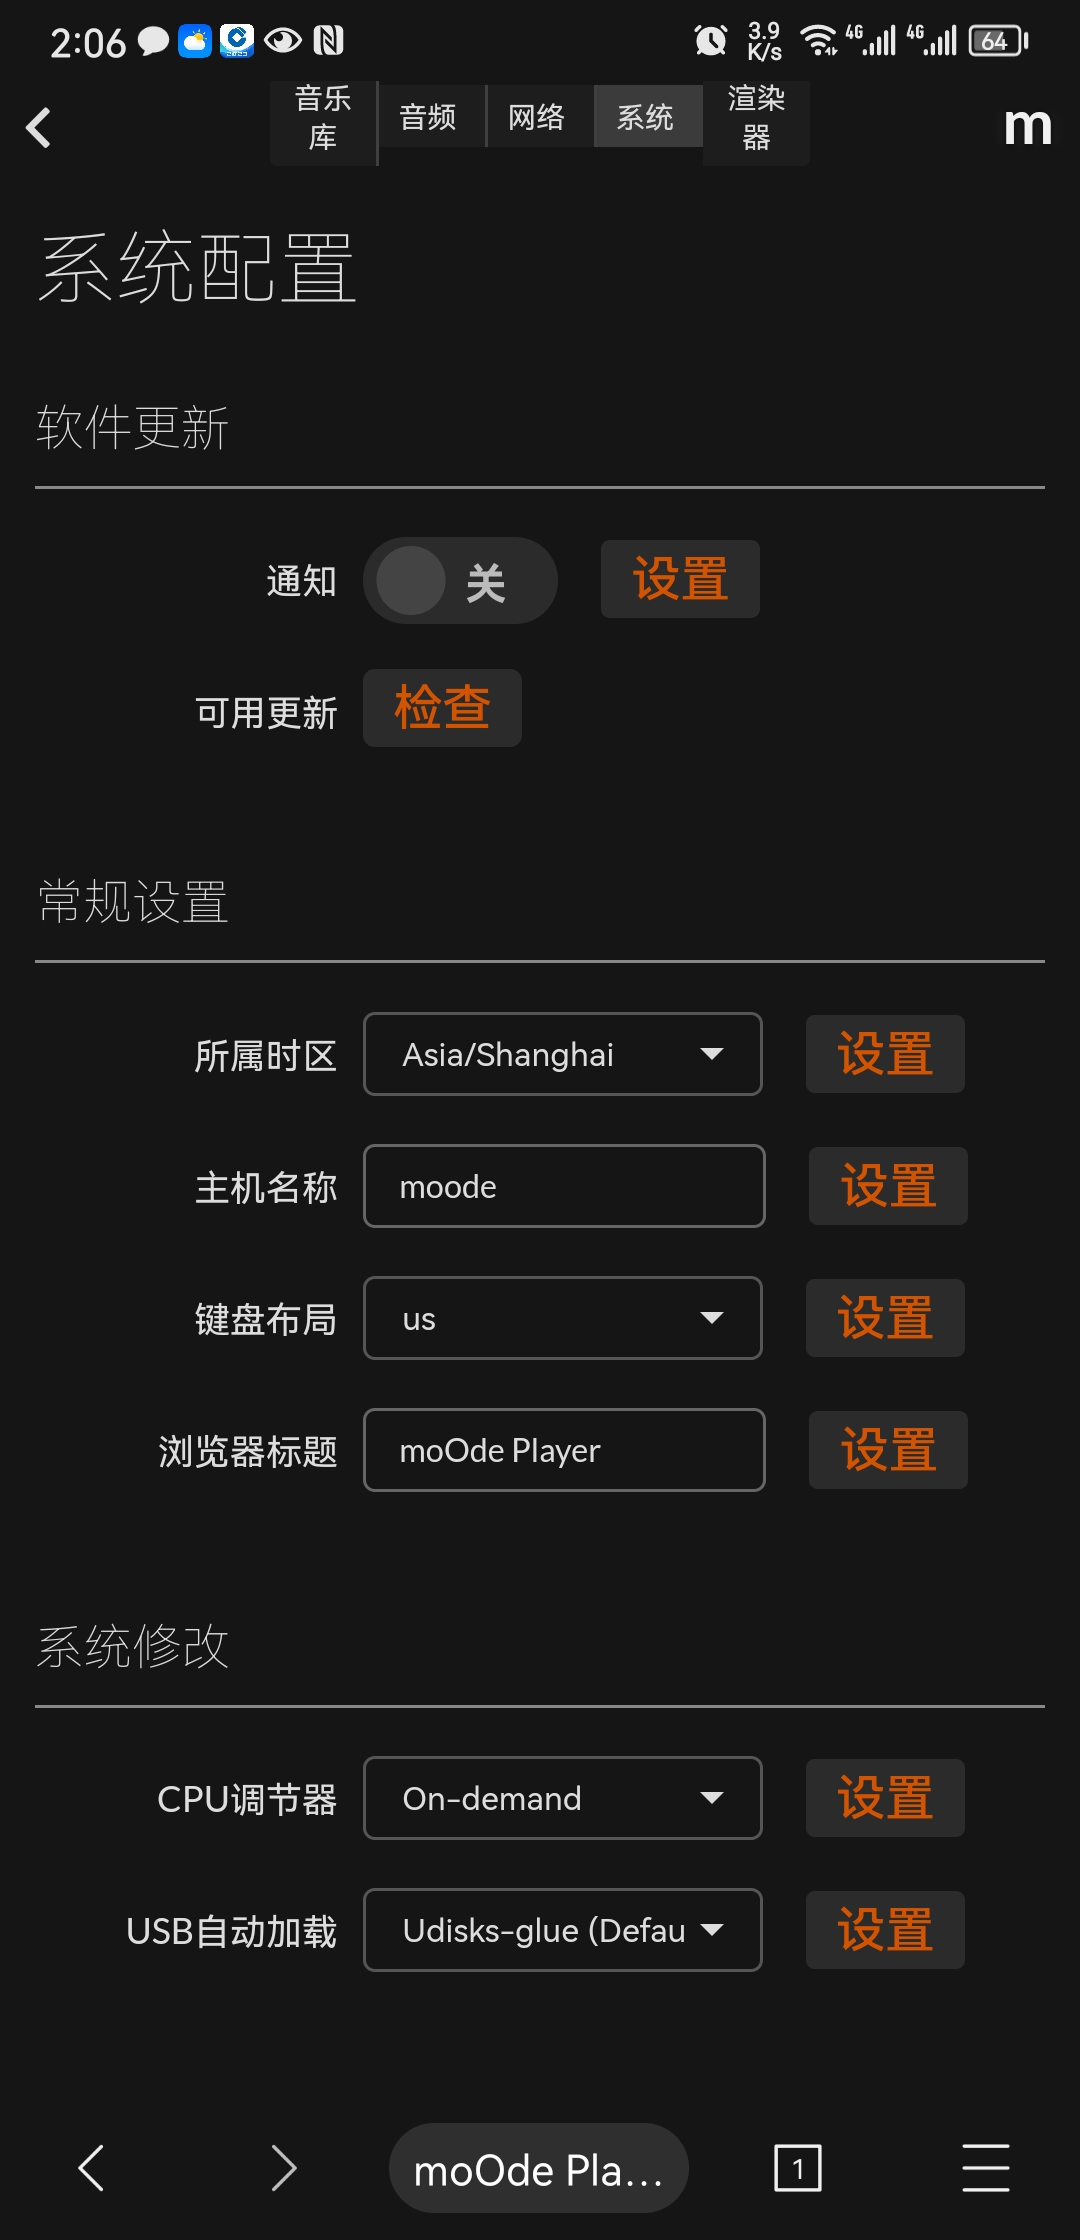 2:06
3.9
K/s
4G
4G
64
音乐
库
音频
网络
系统
渲染
器
m
系统配置
软件更新
通知
关
设置
可用更新
检查
常规设置
所属时区
Asia/Shanghai
设置
主机名称
moode
设置
键盘布局
us
设置
浏览器标题
moOde Player
设置
系统修改
CPU调节器
On-demand
设置
USB自动加载
Udisks-glue (Defau
设置
moOde Pla...
1